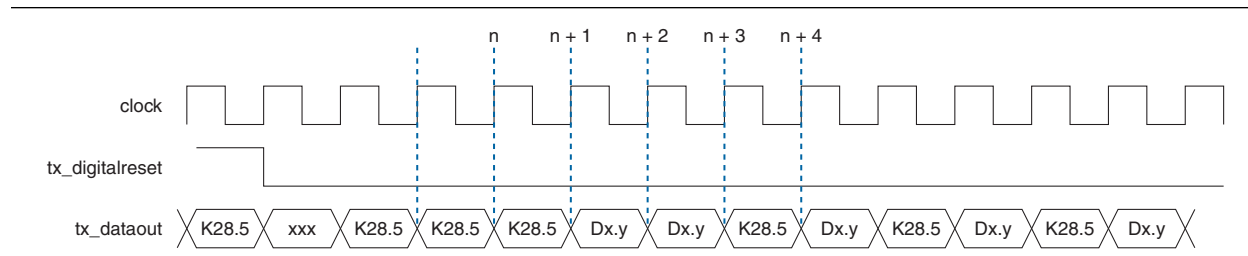 n n + 1 n + 2 n + 3 n + 4
clock
tx_digitalreset
tx_dataout K28.5 xxx K28.5 K28.5 K28.5 Dx.y Dx.y K28.5 Dx.y K28.5 Dx.y K28.5 Dx.y